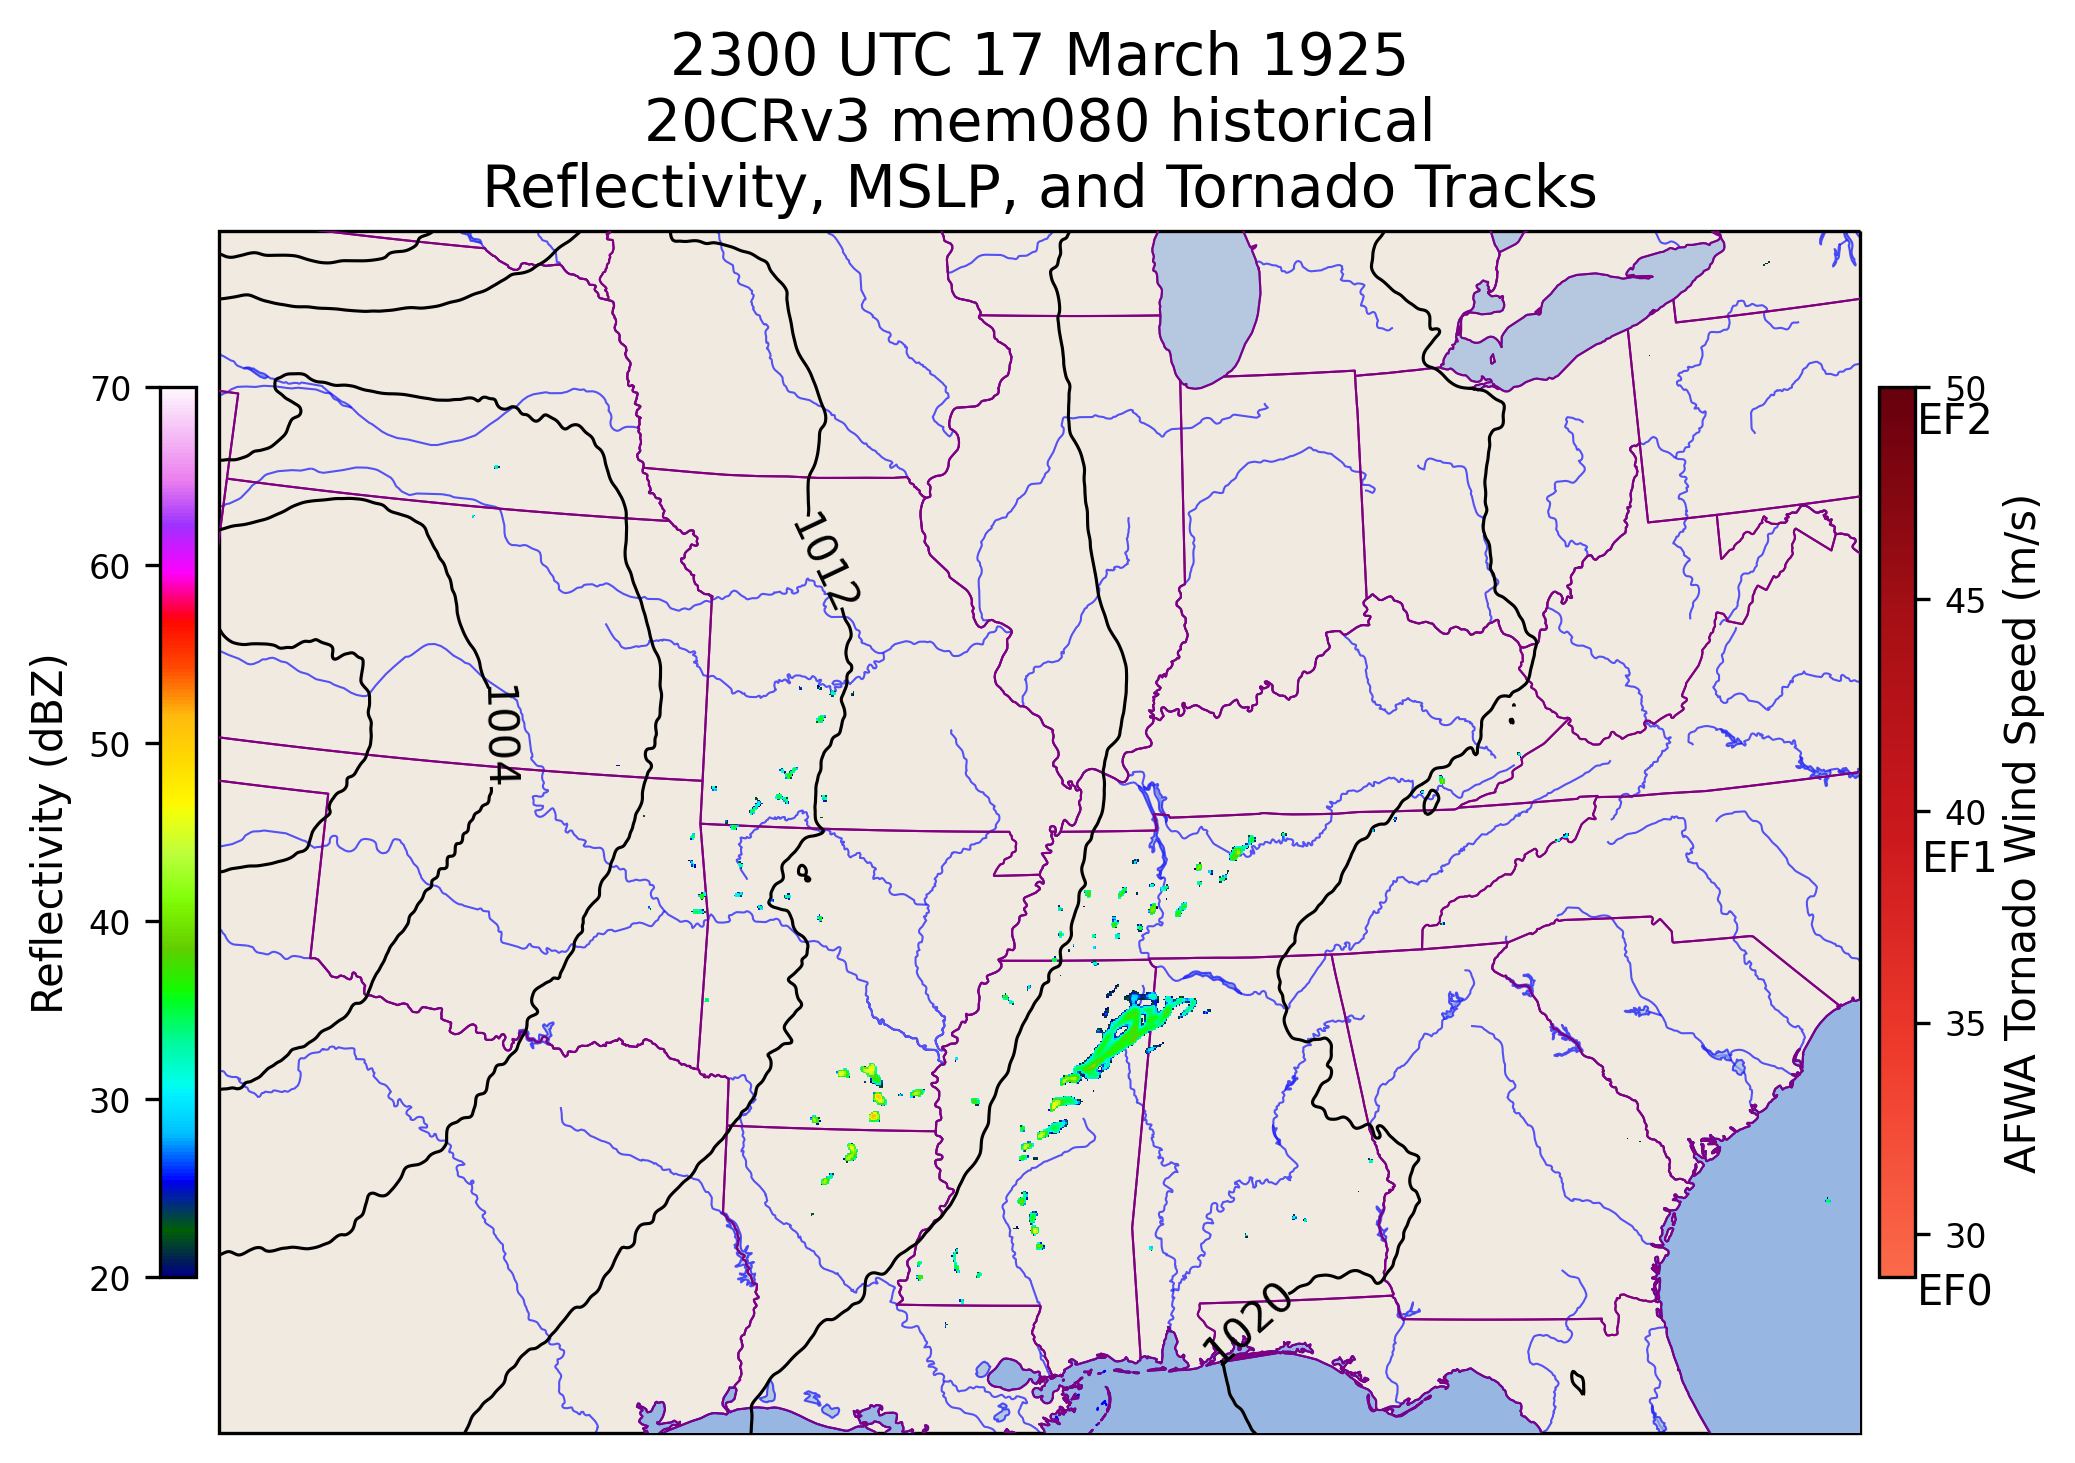 2300 UTC 17 March 1925
20CRv3 mem080 historical
Reflectivity, MSLP, and Tornado Tracks
Reflectivity (dBZ)
70
60
50
40
30
20
1012
1004
1020
50
EF2
45
40
EF1
35
30
EF0
AFWA Tornado Wind Speed (m/s)